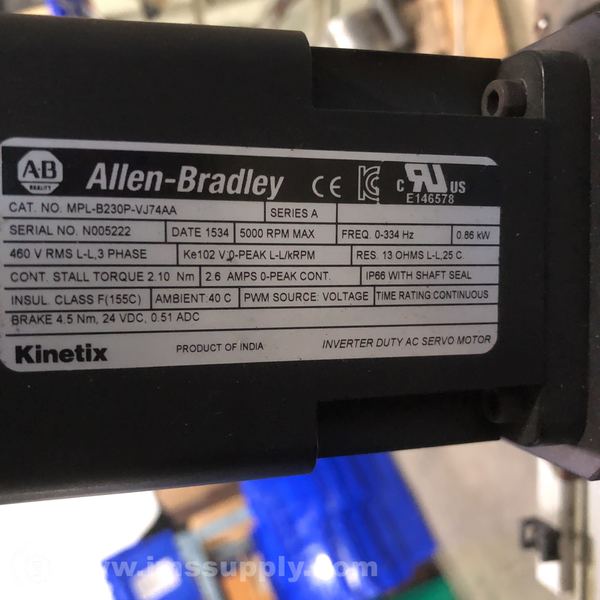 A-B
QUALITY
Allen-Bradley
CE
C UR US
E146578
CAT. NO. MPL-B230P-VJ74AA SERIES A
SERIAL NO. N005222 DATE 1534 5000 RPM MAX FREQ. 0-334 Hz 0.86 kW
460 V RMS L-L,3 PHASE Ke102 V 0-PEAK L-L/kRPM RES. 13 OHMS L-L,25 C
CONT. STALL TORQUE 2.10 Nm 2.6 AMPS 0-PEAK CONT. IP66 WITH SHAFT SEAL
INSUL. CLASS F(155C) AMBIENT:40 C PWM SOURCE: VOLTAGE TIME RATING:CONTINUOUS
BRAKE 4.5 Nm, 24 VDC, 0.51 ADC
Kinetix PRODUCT OF INDIA INVERTER DUTY AC SERVO MOTOR
www.imssupply.com/